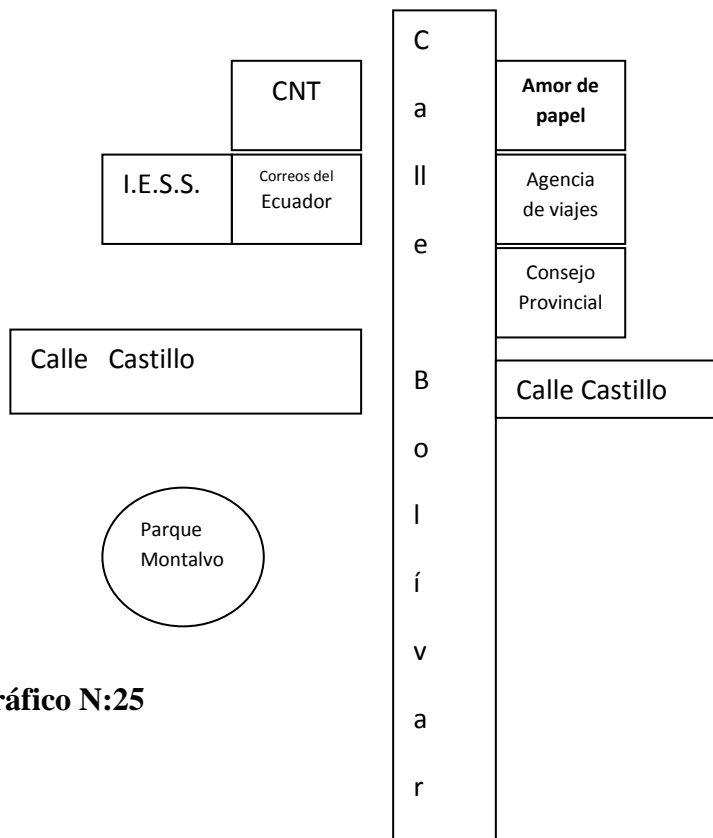 CNT
Amor de
papel
I.E.S.S.
Correos del
Ecuador
Agencia
de viajes
Consejo
Provincial
C
a
ll
e
B
o
l
í
v
a
r
Calle Castillo
Calle Castillo
Parque
Montalvo
ráfico N:25